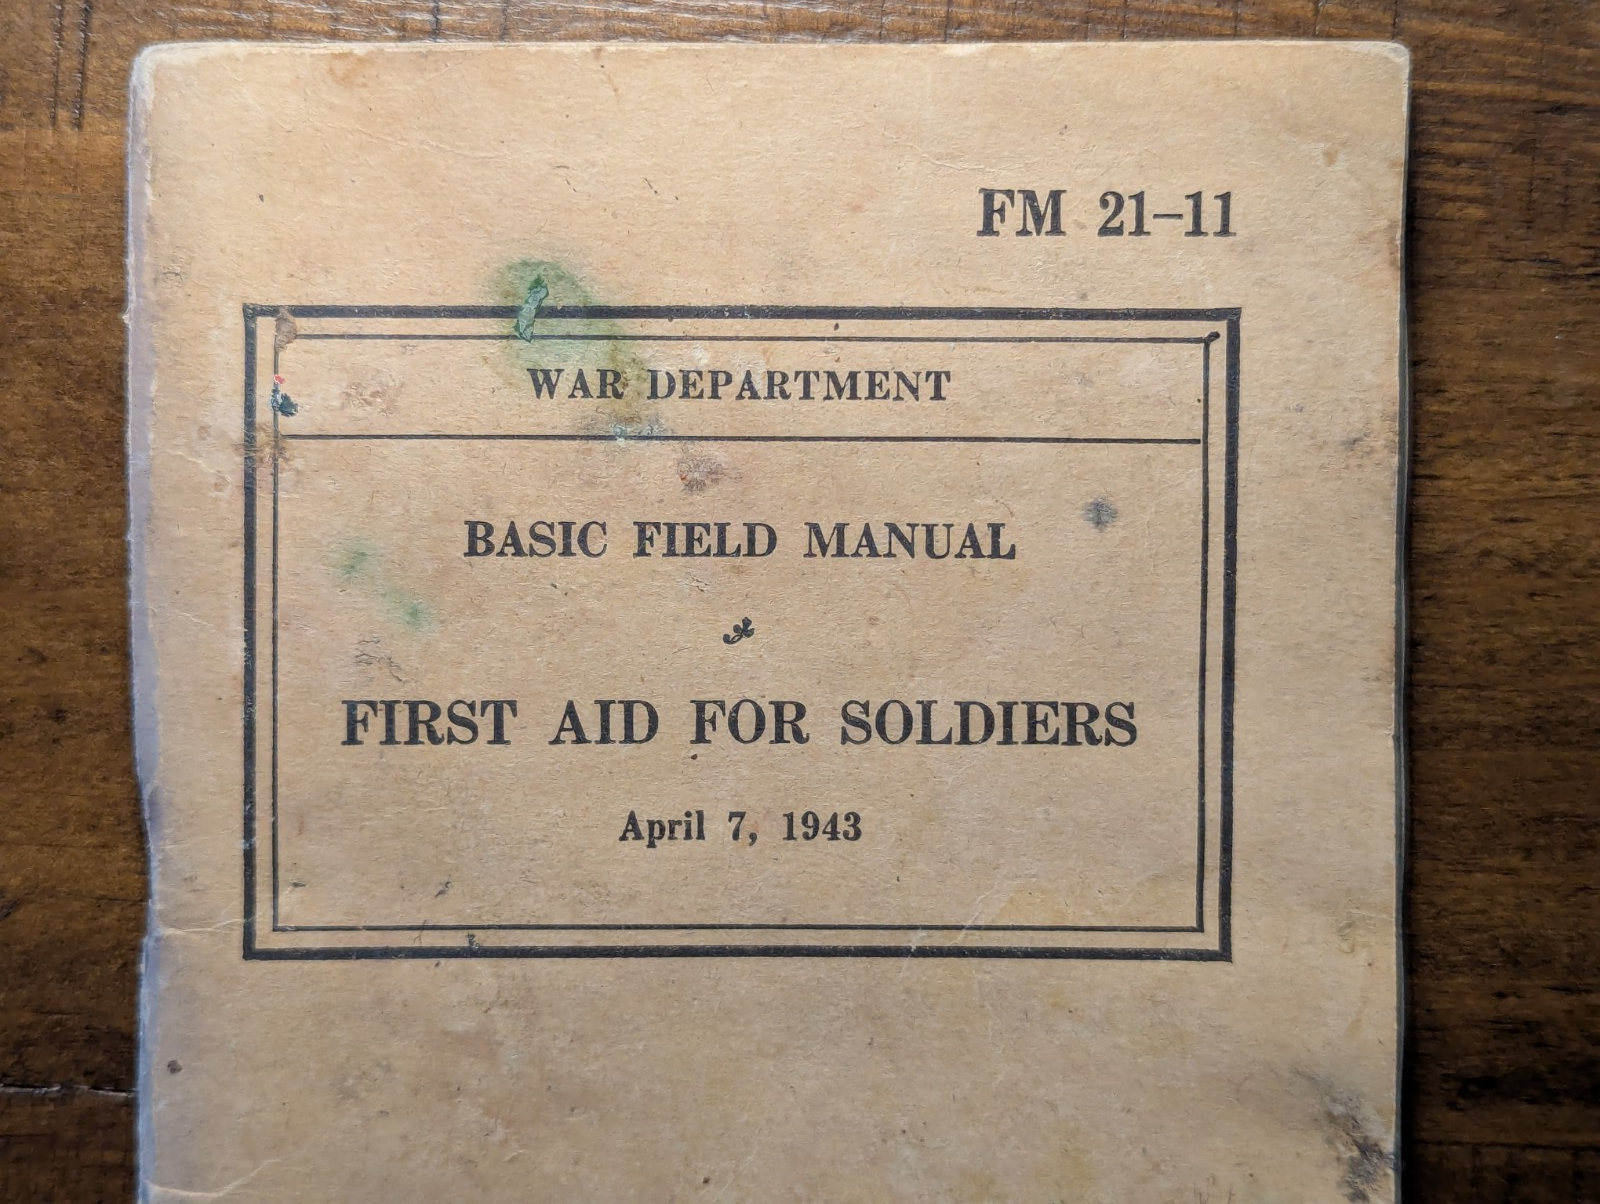 FM 21–11
WAR DEPARTMENT
BASIC FIELD MANUAL
FIRST AID FOR SOLDIERS
April 7, 1943